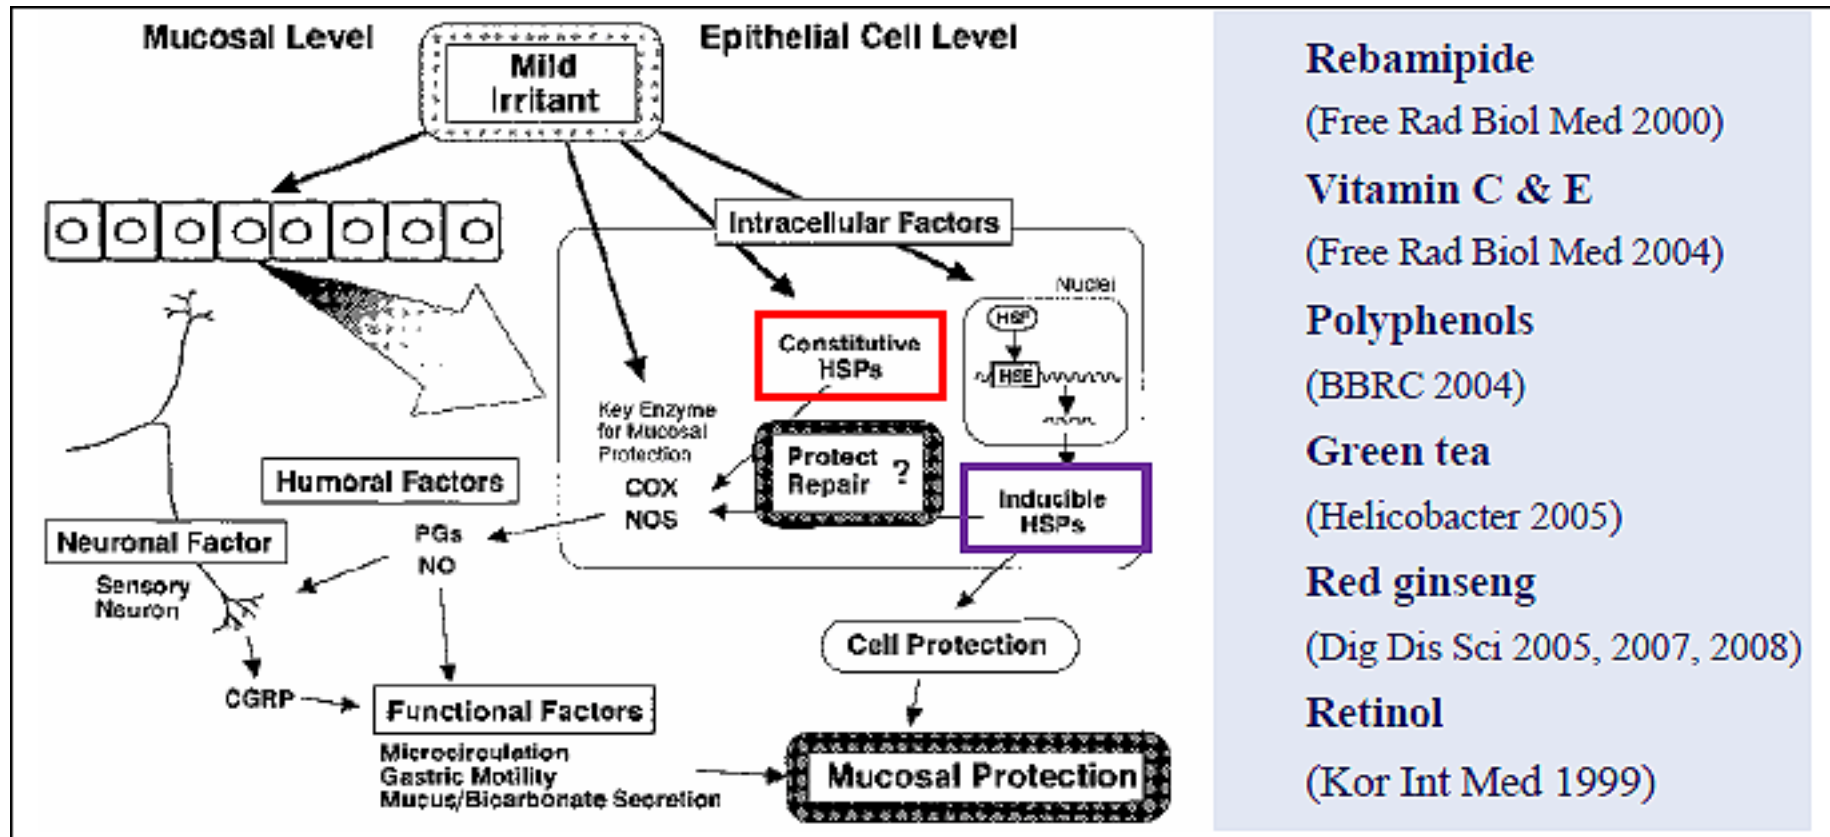 Mucosal Level
Mild
Irritant
Epithelial Cell Level
Intracellular Factors
Nuclei
HSF
HSE
Constitutive
HSPs
Key Enzyme
for Mucosal
Protection
COX
NOS
Protect
Repair ?
Inducible
HSPs
Humoral Factors
PGs
NO
Neuronal Factor
Sensory
Neuron
CGRP
Functional Factors
Microcirculation
Gastric Motility
Mucus/Bicarbonate Secretion
Cell Protection
Mucosal Protection
Rebamipide
(Free Rad Biol Med 2000)
Vitamin C & E
(Free Rad Biol Med 2004)
Polyphenols
(BBRC 2004)
Green tea
(Helicobacter 2005)
Red ginseng
(Dig Dis Sci 2005, 2007, 2008)
Retinol
(Kor Int Med 1999)